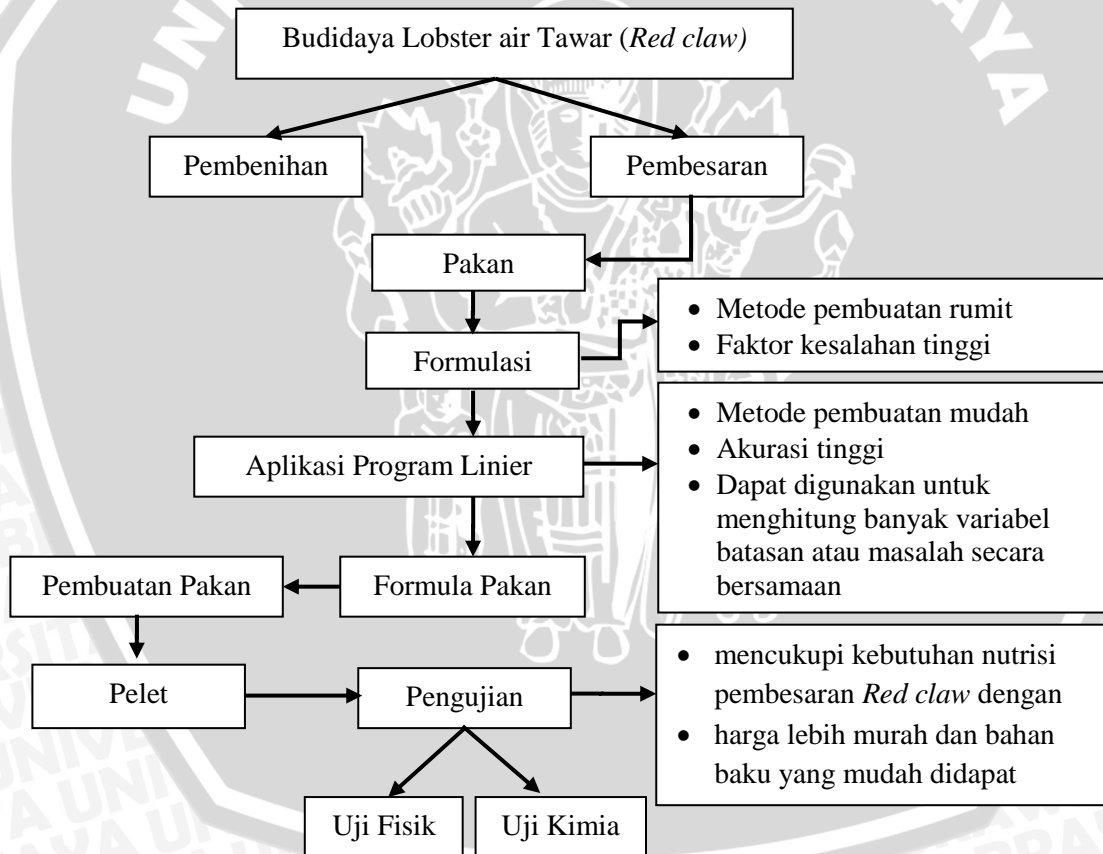 Budidaya Lobster air Tawar (Red claw)
Pembenihan
Pembesaran
Pakan
Formulasi
• Metode pembuatan rumit
• Faktor kesalahan tinggi
Aplikasi Program Linier
• Metode pembuatan mudah
• Akurasi tinggi
• Dapat digunakan untuk
menghitung banyak variabel
batasan atau masalah secara
bersamaan
Pembuatan Pakan
Formula Pakan
Pelet
Pengujian
• mencukupi kebutuhan nutrisi
pembesaran Red claw dengan
• harga lebih murah dan bahan
baku yang mudah didapat
Uji Fisik
Uji Kimia